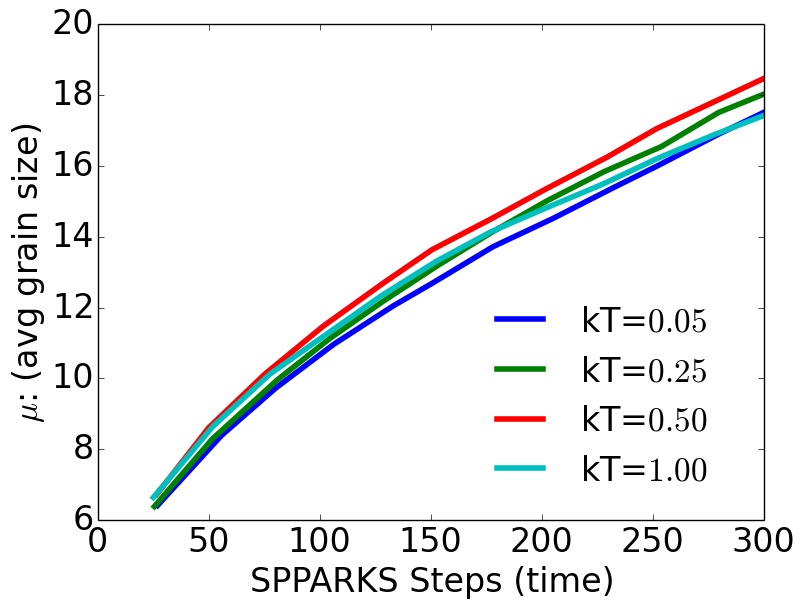 20
18
16
14
12
10
8
6
μ: (avg grain size)
kT=0.05
kT=0.25
kT=0.50
kT=1.00
0 50 100 150 200 250 300
SPPARKS Steps (time)